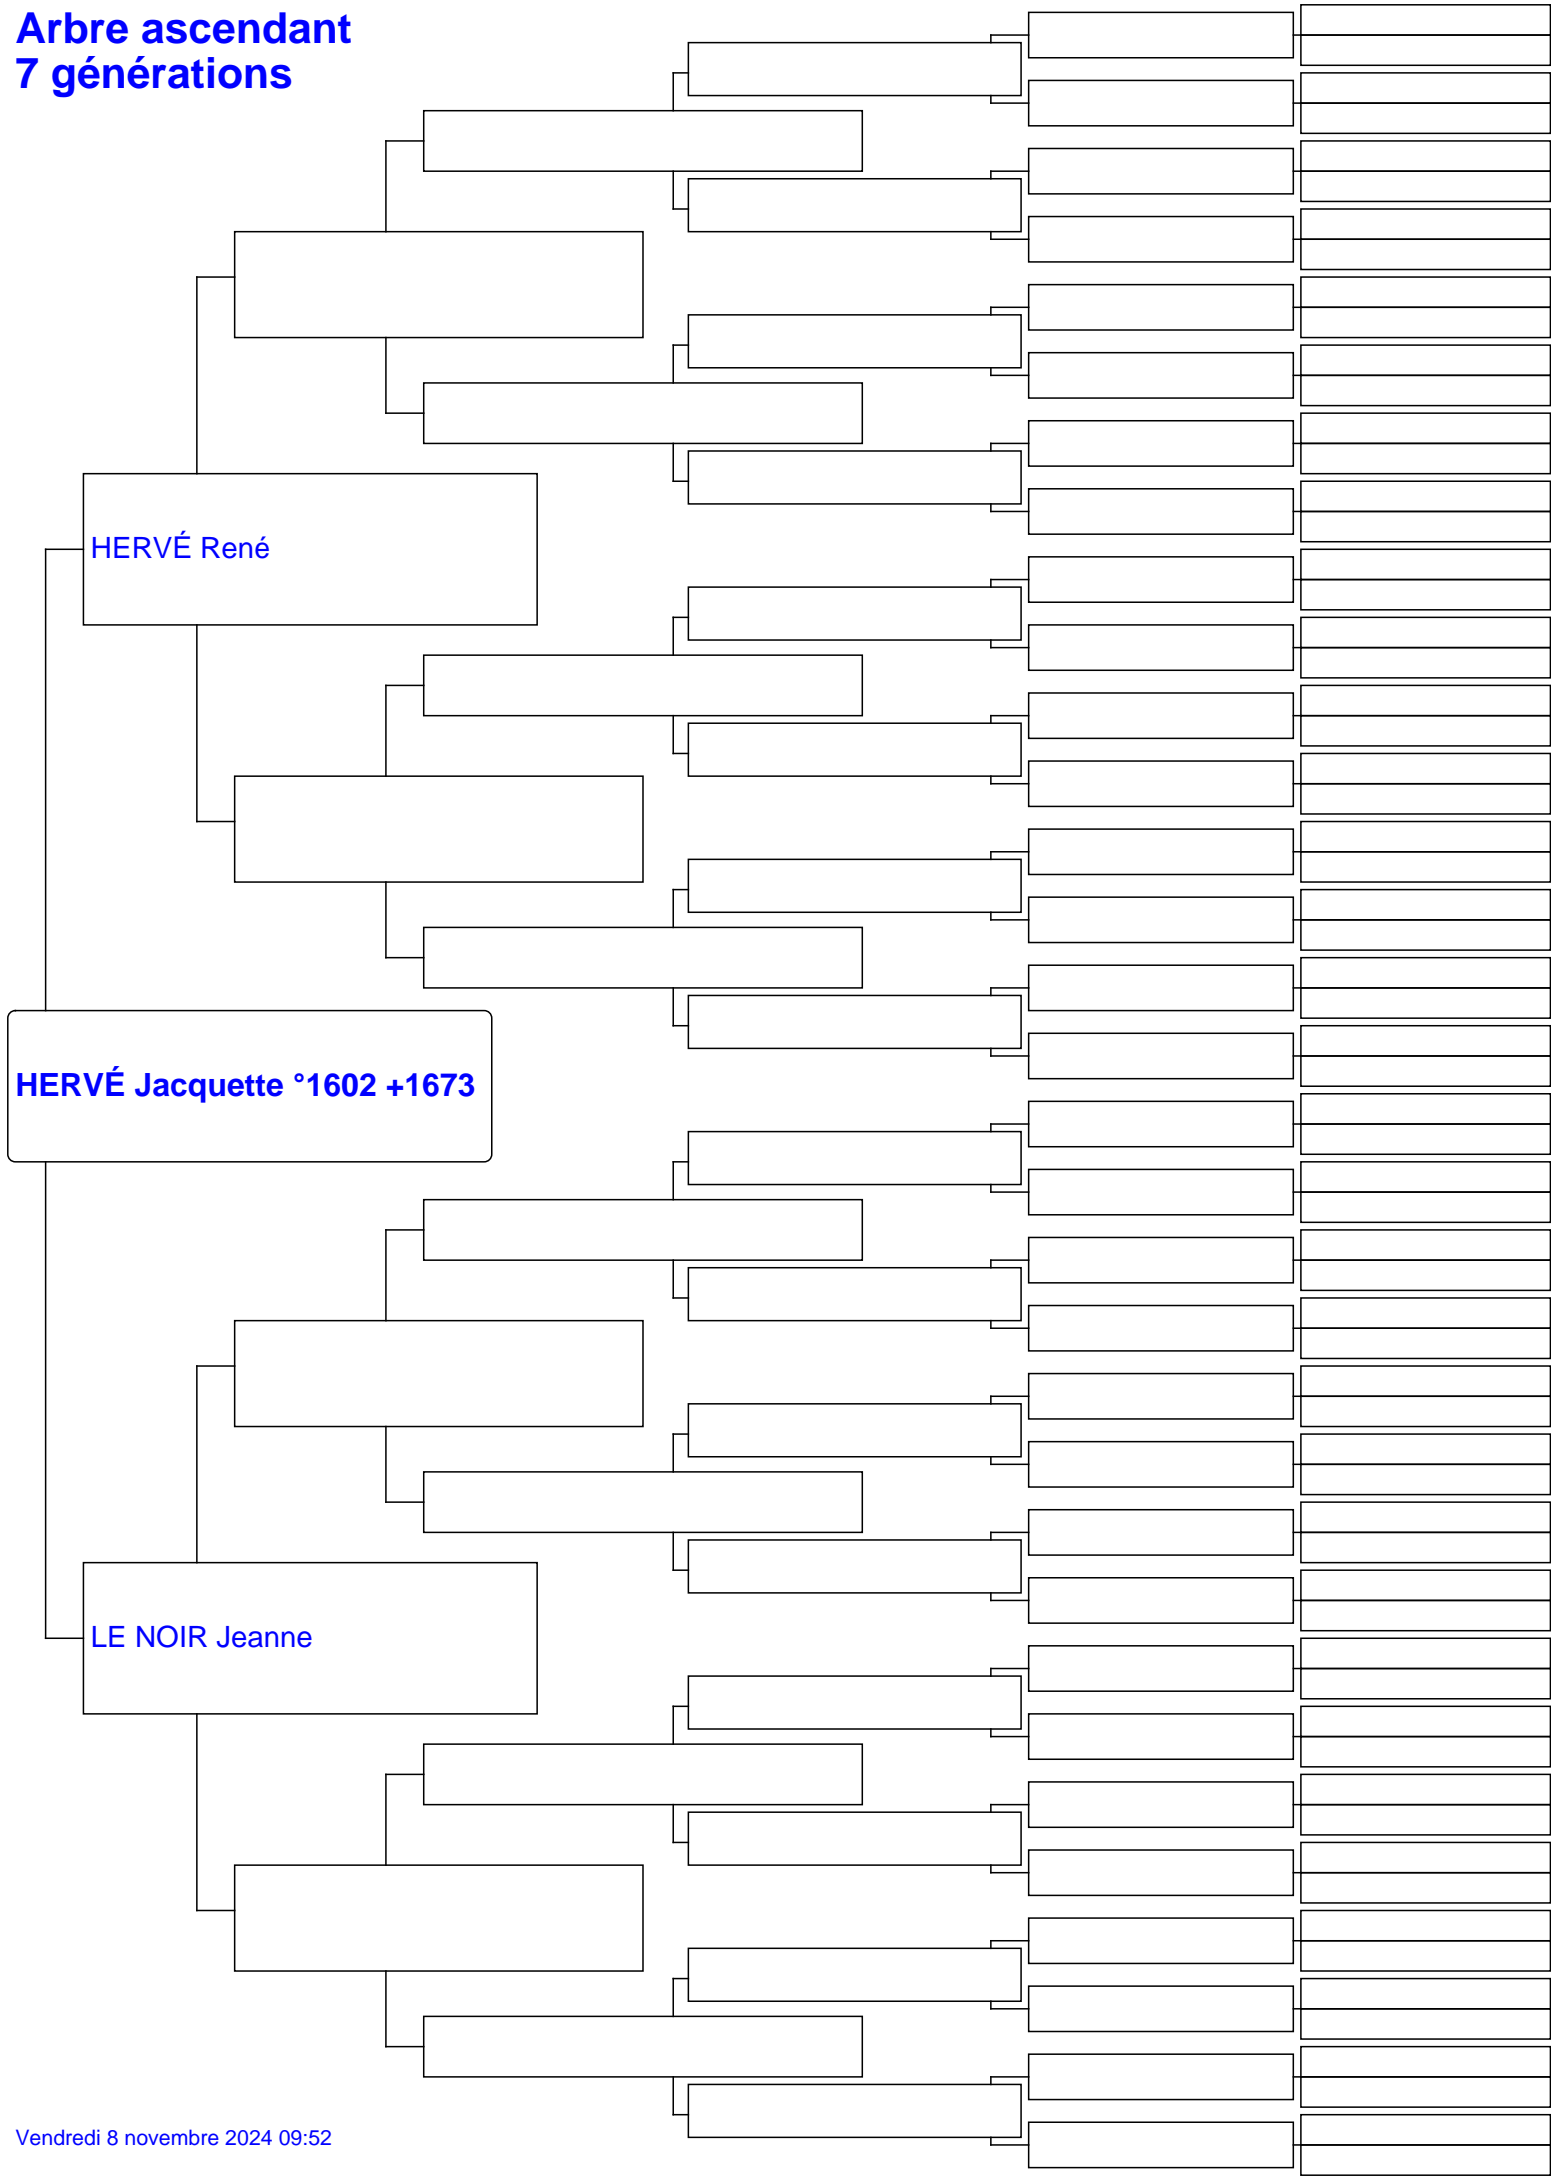 Arbre ascendant
7 générations
HERVÉ René
HERVÉ Jacquette °1602 +1673
LE NOIR Jeanne
Vendredi 8 novembre 2024 09:52